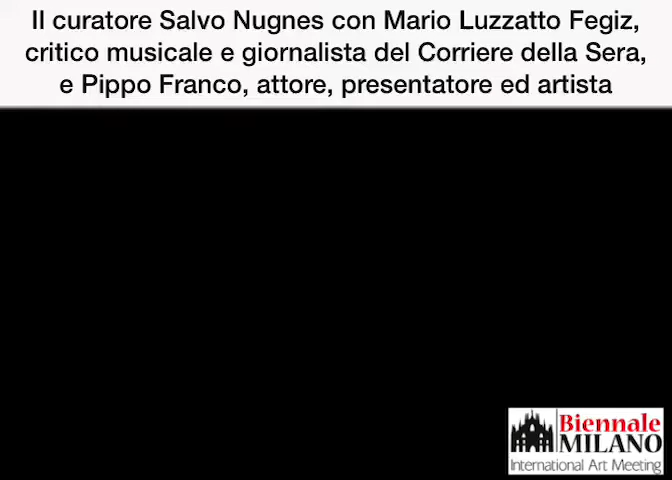 Il curatore Salvo Nugnes con Mario Luzzatto Fegiz,
critico musicale e giornalista del Corriere della Sera,
e Pippo Franco, attore, presentatore ed artista
Biennale
MILANO
International Art Meeting